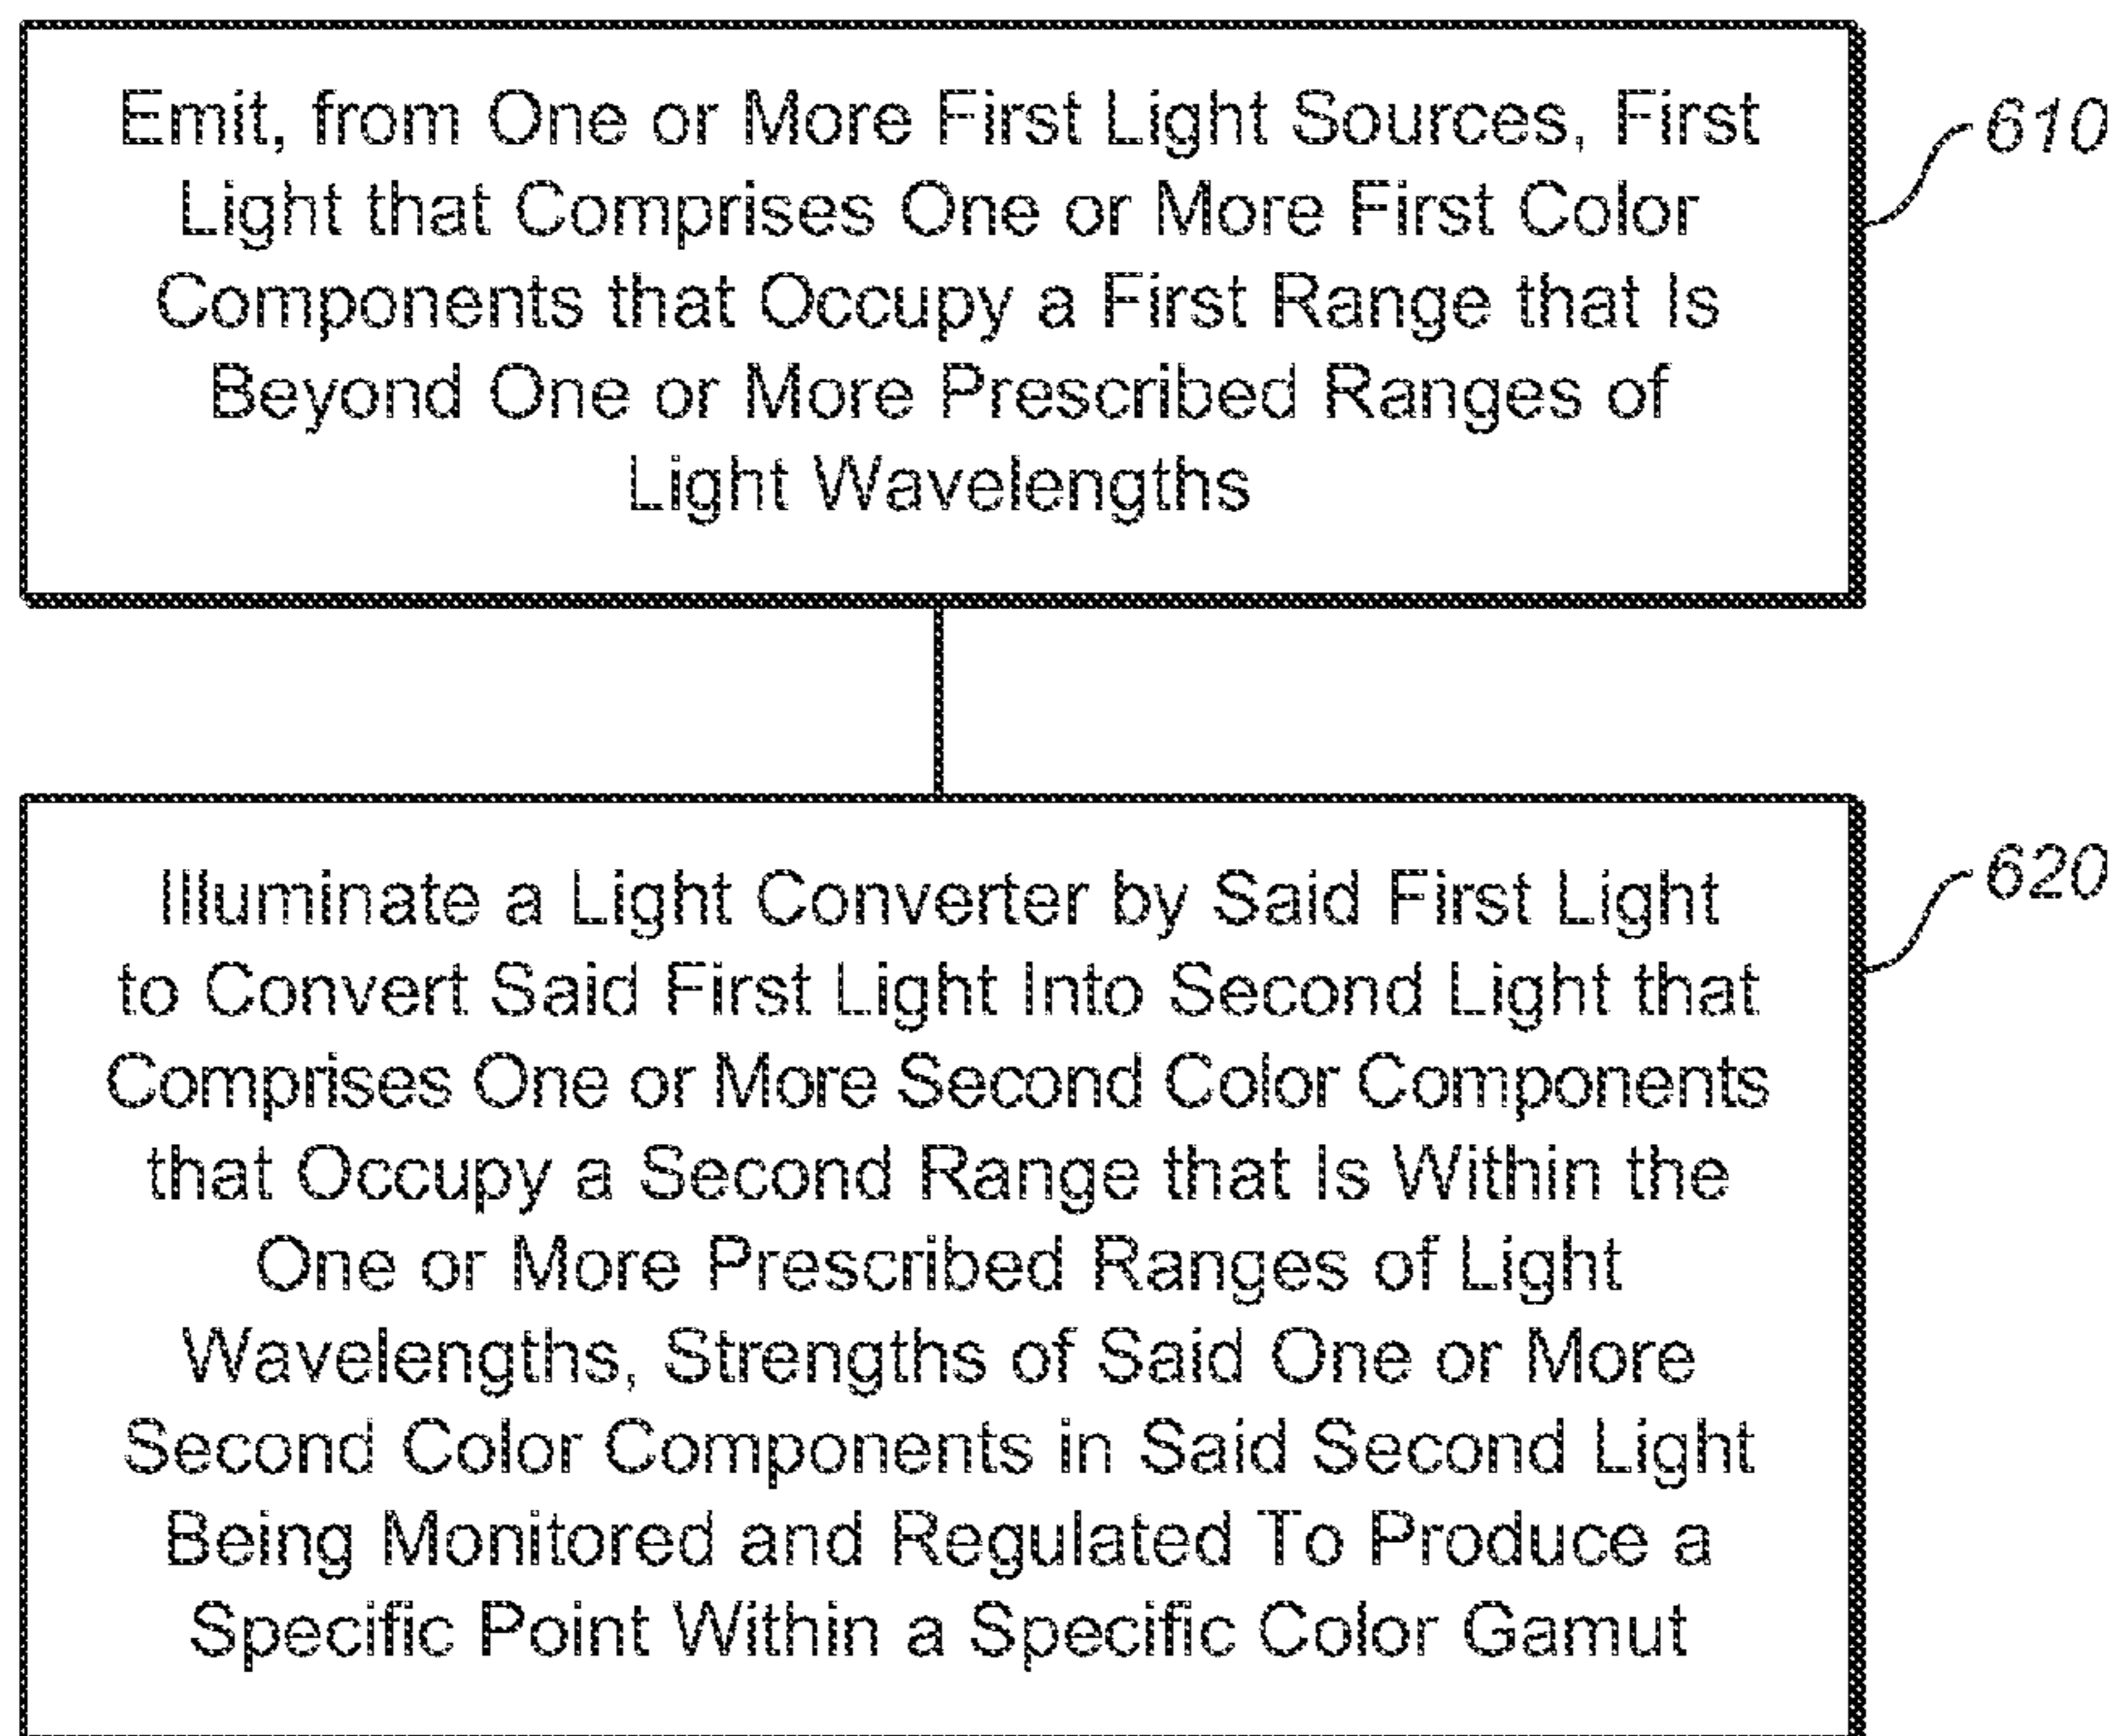 Emit, from One or More First Light Sources, First
Light that Comprises One or More First Color
Components that Occupy a First Range that Is
Beyond One or More Prescribed Ranges of
Light Wavelengths
610
Illuminate a Light Converter by Said First Light
to Convert Said First Light Into Second Light that
Comprises One or More Second Color Components
that Occupy a Second Range that Is Within the
One or More Prescribed Ranges of Light
Wavelengths, Strengths of Said One or More
Second Color Components in Said Second Light
Being Monitored and Regulated To Produce a
Specific Point Within a Specific Color Gamut
620